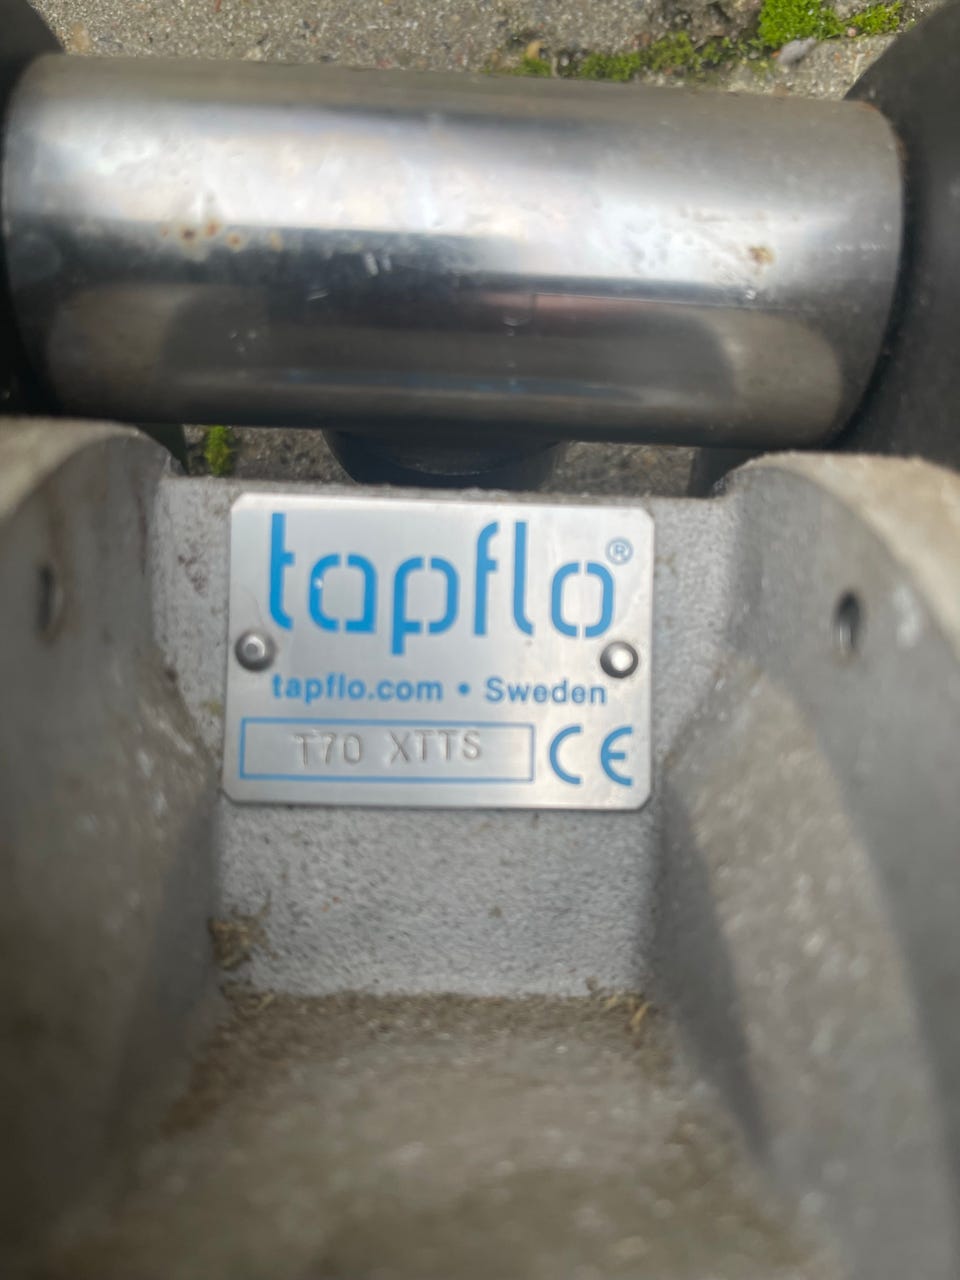 tapflo®
tapflo.com • Sweden
T70 XTTS CE